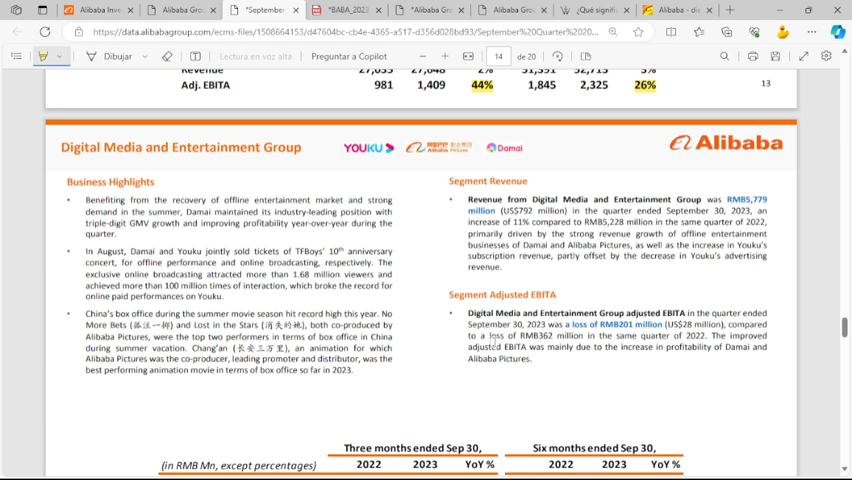 *September
*BABA_2023
*Alibaba Gr
Alibaba Gr
Alibaba Inve
Alibaba Gro
¿Qué signifi
Alibaba - die
https://data.alibabagroup.com/ecms-files/1508664153/d47604bc-cb4e-4365-a517-d356d028bd93/September%20Quarter%2020...
Dibujar
Lectura en voz alta
Preguntar a Copilot
14
de 20
Revenue
Adj. EBITA 981 1,409 44% 1,845 2,325 26%
13
Digital Media and Entertainment Group
YOUKU
Alibaba Pictures
Damai
Alibaba
Business Highlights
• Benefiting from the recovery of offline entertainment market and strong
demand in the summer, Damai maintained its industry-leading position with
triple-digit GMV growth and improving profitability year-over-year during the
quarter.
• In August, Damai and Youku jointly sold tickets of TFBoys' 10th anniversary
concert, for offline performance and online broadcasting, respectively. The
exclusive online broadcasting attracted more than 1.68 million viewers and
achieved more than 100 million times of interaction, which broke the record for
online paid performances on Youku.
• China's box office during the summer movie season hit record high this year. No
More Bets (孤注一掷) and Lost in the Stars (消失的她), both co-produced by
Alibaba Pictures, were the top two performers in terms of box office in China
during summer vacation. Chang'an (长安三万里), an animation for which
Alibaba Pictures was the co-producer, leading promoter and distributor, was the
best performing animation movie in terms of box office so far in 2023.
Segment Revenue
• Revenue from Digital Media and Entertainment Group was RMB5,779
million (US$792 million) in the quarter ended September 30, 2023, an
increase of 11% compared to RMB5,228 million in the same quarter of 2022,
primarily driven by the strong revenue growth of offline entertainment
businesses of Damai and Alibaba Pictures, as well as the increase in Youku's
subscription revenue, partly offset by the decrease in Youku's advertising
revenue.
Segment Adjusted EBITA
• Digital Media and Entertainment Group adjusted EBITA in the quarter ended
September 30, 2023 was a loss of RMB201 million (US$28 million), compared
to a loss of RMB362 million in the same quarter of 2022. The improved
adjusted EBITA was mainly due to the increase in profitability of Damai and
Alibaba Pictures.
Three months ended Sep 30, Six months ended Sep 30,
(in RMB Mn, except percentages) 2022 2023 YoY % 2022 2023 YoY %